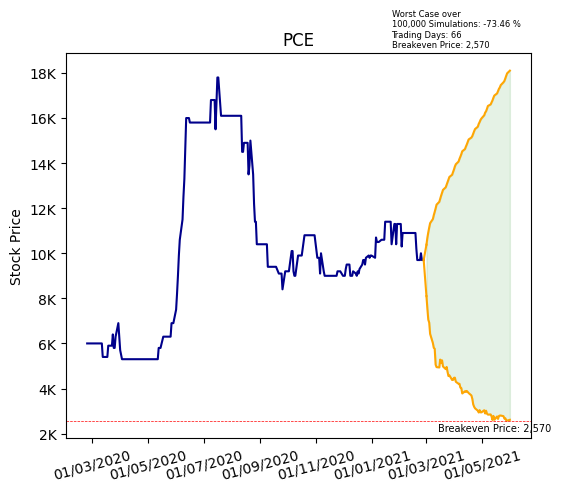 Worst Case over
100,000 Simulations: -73.46 %
Trading Days: 66
Breakeven Price: 2,570
PCE
Stock Price
18K
16K
14K
12K
10K
8K
6K
4K
2K
Breakeven Price: 2,570
01/03/2020
01/05/2020
01/07/2020
01/09/2020
01/11/2020
01/01/2021
01/03/2021
01/05/2021